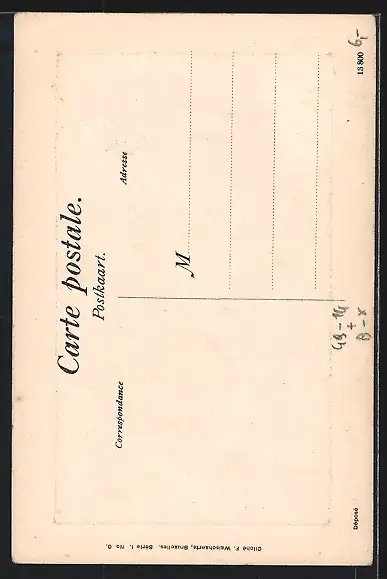 Carte postale.
Postkaart.
Correspondance
Adresse
M
Cliché F. Walschaerts, Bruxelles. Série I. No. 6.
Déposé
13 800
6,-